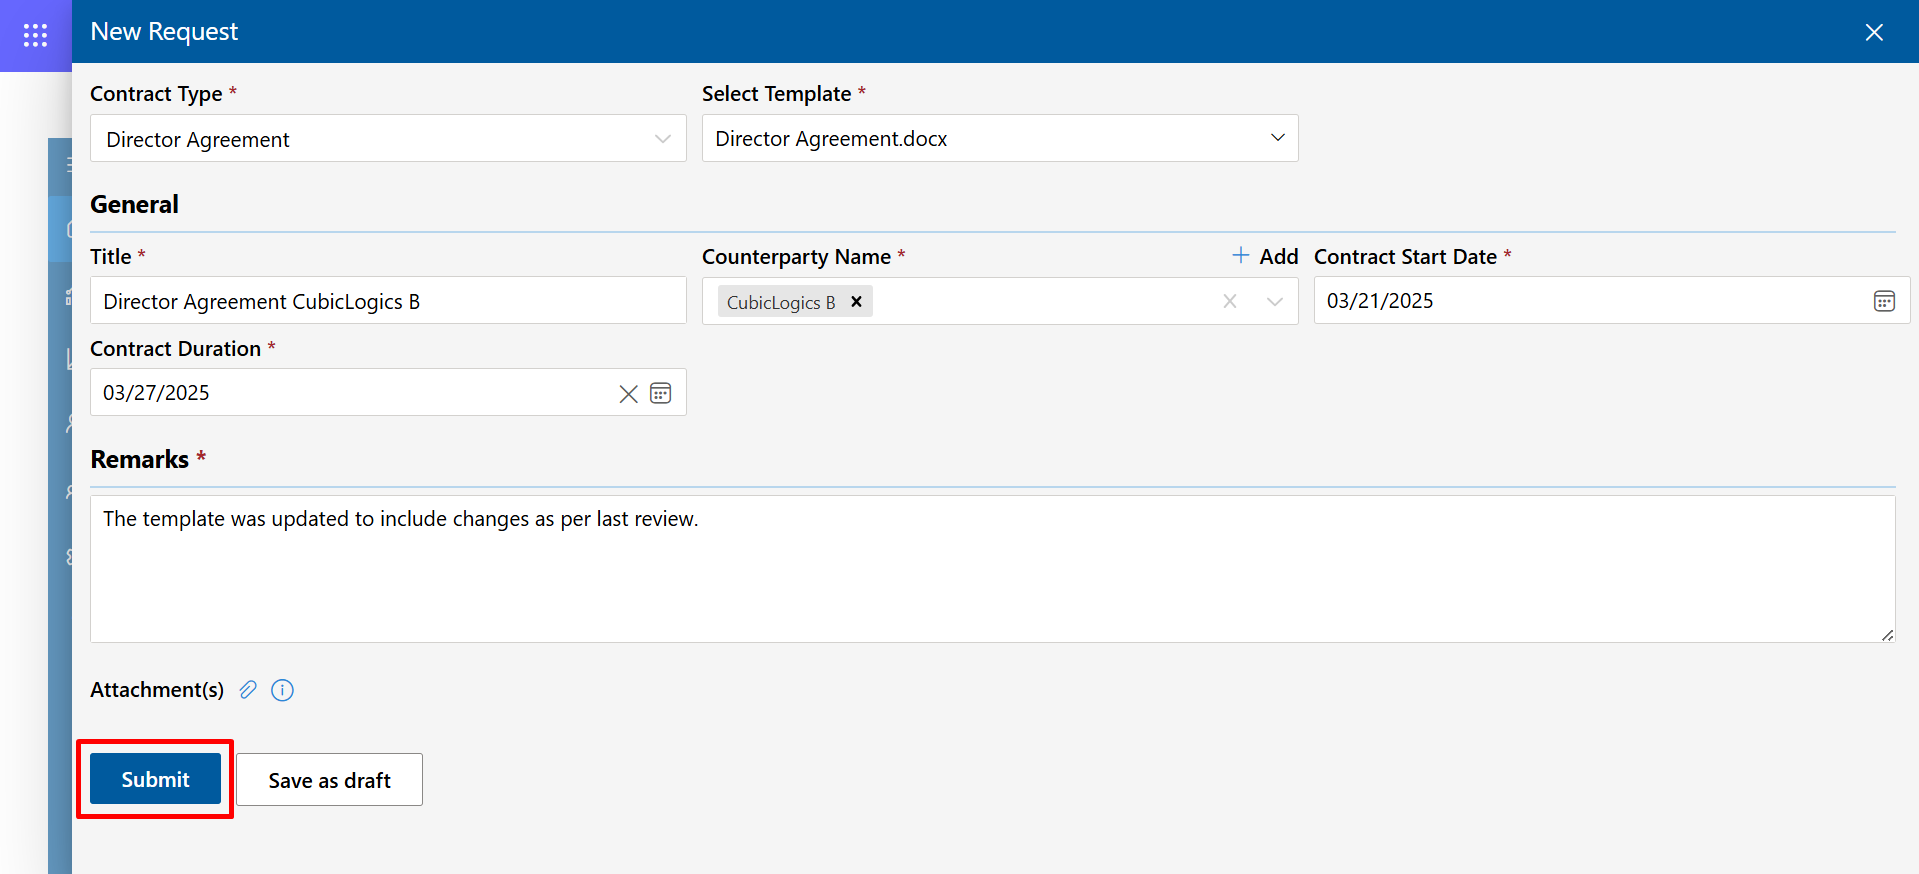 New Request
Contract Type *
Select Template *
Director Agreement
Director Agreement.docx
General
Title *
Counterparty Name *
Add
Contract Start Date *
Director Agreement CubicLogics B
CubicLogics B
03/21/2025
Contract Duration *
03/27/2025
Remarks *
The template was updated to include changes as per last review.
Attachment(s)
Submit
Save as draft